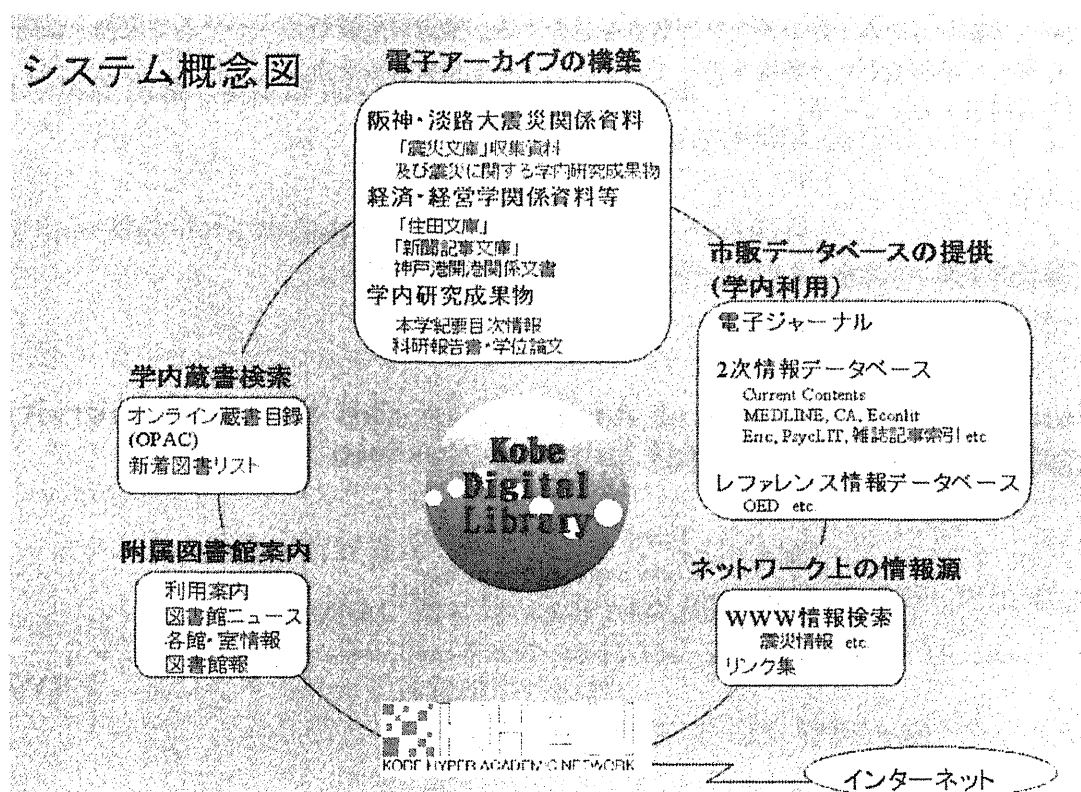 システム概念図
電子アーカイブの構築
阪神・淡路大震災関係資料
「震災文庫」収集資料
及び震災に関する学内研究成果物
経済・経営学関係資料等
「住田文庫」
「新聞記事文庫」
神戸港開港関係文書
学内研究成果物
本学紀要目次情報
科研報告書・学位論文
市販データベースの提供
(学内利用)
電子ジャーナル
2次情報データベース
Current Contents
MEDLINE, CA, Econlit
Eric, PsycLIT, 雑誌記事索引 etc
レファレンス情報データベース
OED etc.
学内蔵書検索
オンライン蔵書目録
(OPAC)
新着図書リスト
Kobe
Digital
Library
附属図書館案内
利用案内
図書館ニュース
各館・室情報
図書館報
ネットワーク上の情報源
WWW情報検索
震災情報 etc.
リンク集
KOBE HYPER ACADEMIC NETWORK
インターネット